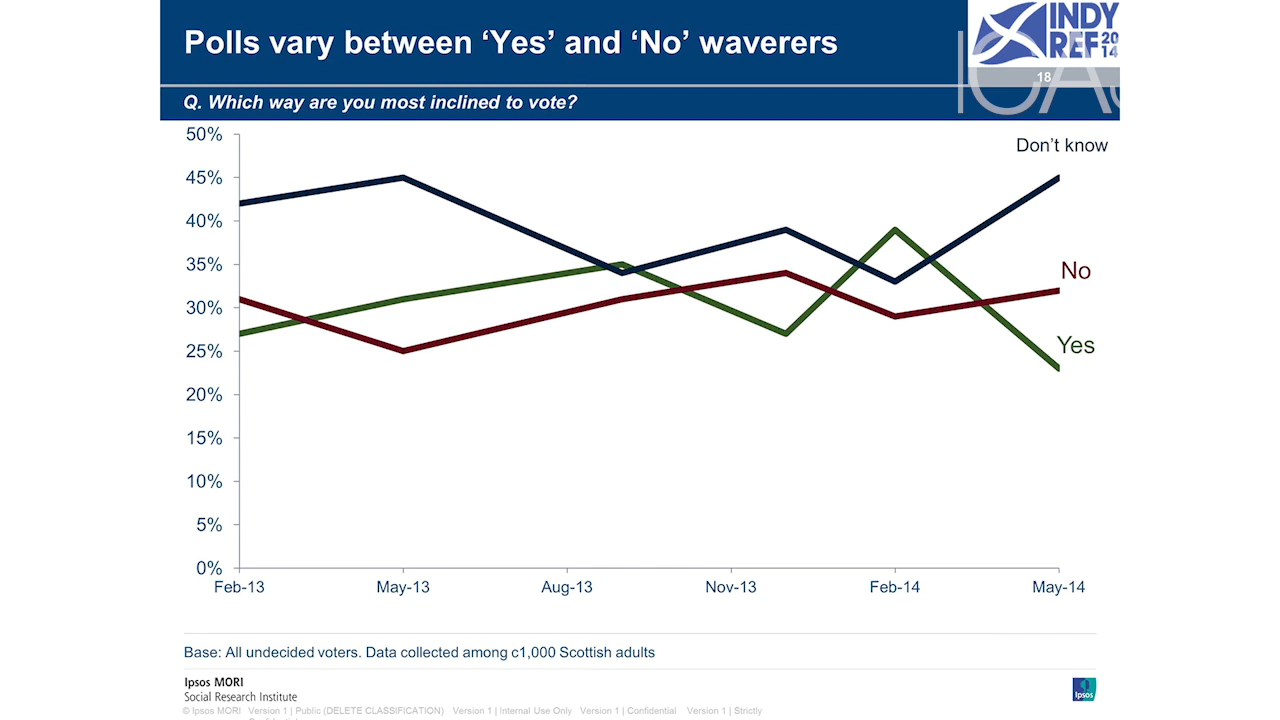 Polls vary between ‘Yes’ and ‘No’ waverers
INDY
REF 20
14
18
ICA
Q. Which way are you most inclined to vote?
50%
45%
40%
35%
30%
25%
20%
15%
10%
5%
0%
Don’t know
No
Yes
Feb-13 May-13 Aug-13 Nov-13 Feb-14 May-14
Base: All undecided voters. Data collected among c1,000 Scottish adults
Ipsos MORI
Social Research Institute
Ipsos
© Ipsos MORI Version 1 | Public (DELETE CLASSIFICATION) Version 1 | Internal Use Only Version 1 | Confidential Version 1 | Strictly